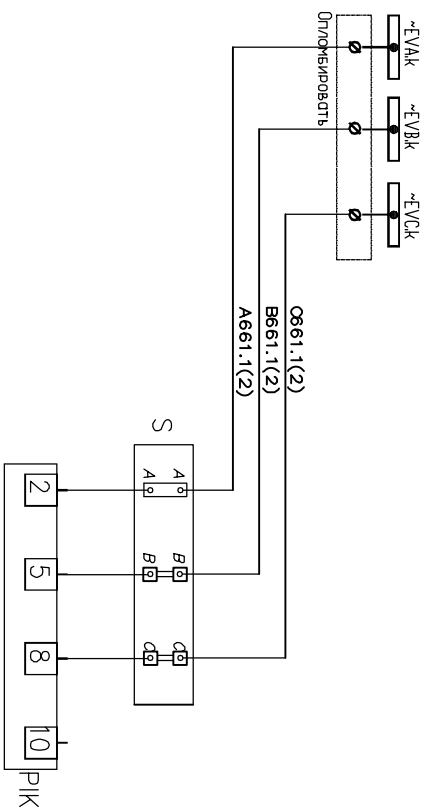 ~EVA.k
~EVB.k
~EVC.k
Опломбировать
C661.1(2)
B661.1(2)
A661.1(2)
S
A A
B B
C C
2
5
8
10
PIK